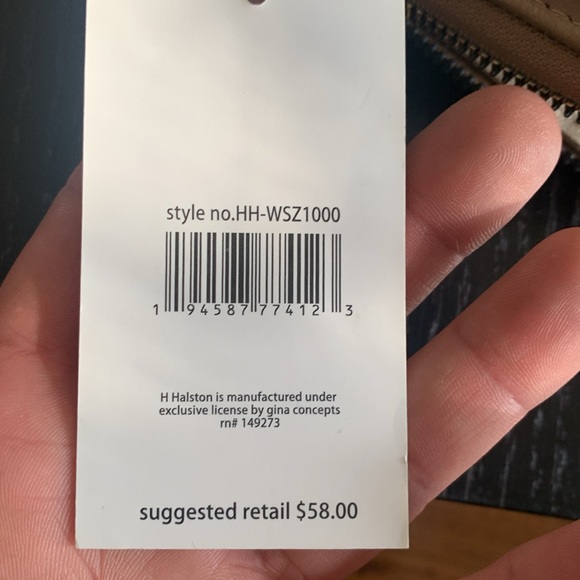 style no.HH-WSZ1000
1 94587 77412 3
H Halston is manufactured under
exclusive license by gina concepts
rn# 149273
suggested retail $58.00